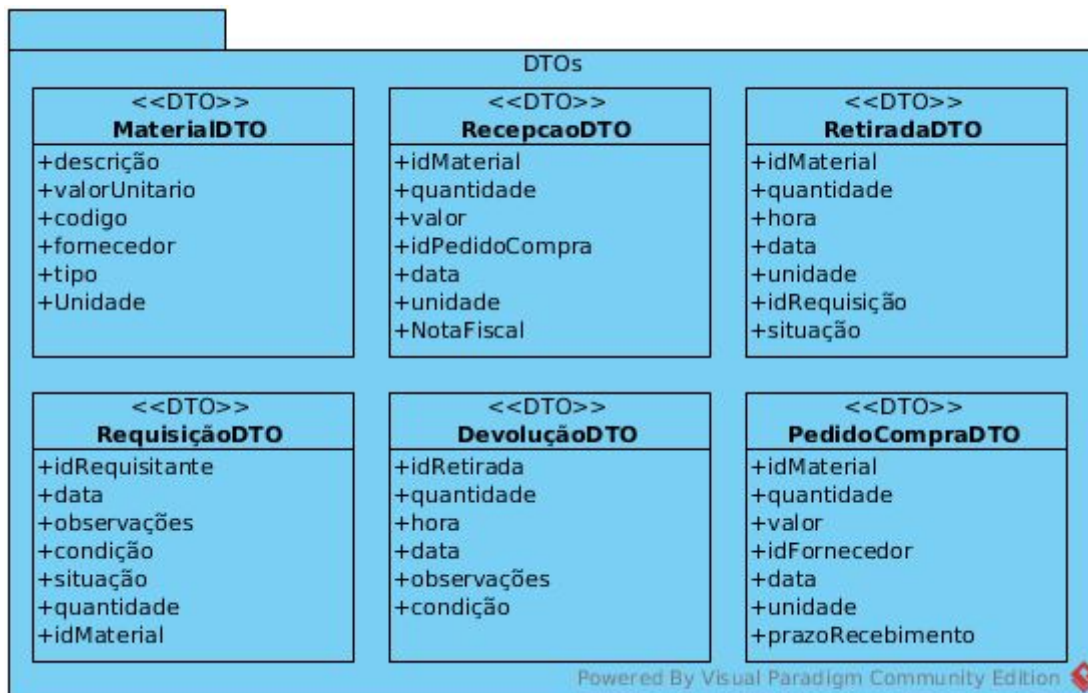 DTOs
<<DTO>>
MaterialDTO
+descrição
+valorUnitario
+codigo
+fornecedor
+tipo
+Unidade
<<DTO>>
RecepcaoDTO
+idMaterial
+quantidade
+valor
+idPedidoCompra
+data
+unidade
+NotaFiscal
<<DTO>>
RetiradaDTO
+idMaterial
+quantidade
+hora
+data
+unidade
+idRequisição
+situação
<<DTO>>
RequisiçãoDTO
+idRequisitante
+data
+observações
+condição
+situação
+quantidade
+idMaterial
<<DTO>>
DevoluçãoDTO
+idRetirada
+quantidade
+hora
+data
+observações
+condição
<<DTO>>
PedidoCompraDTO
+idMaterial
+quantidade
+valor
+idFornecedor
+data
+unidade
+prazoRecebimento
Powered By Visual Paradigm Community Edition